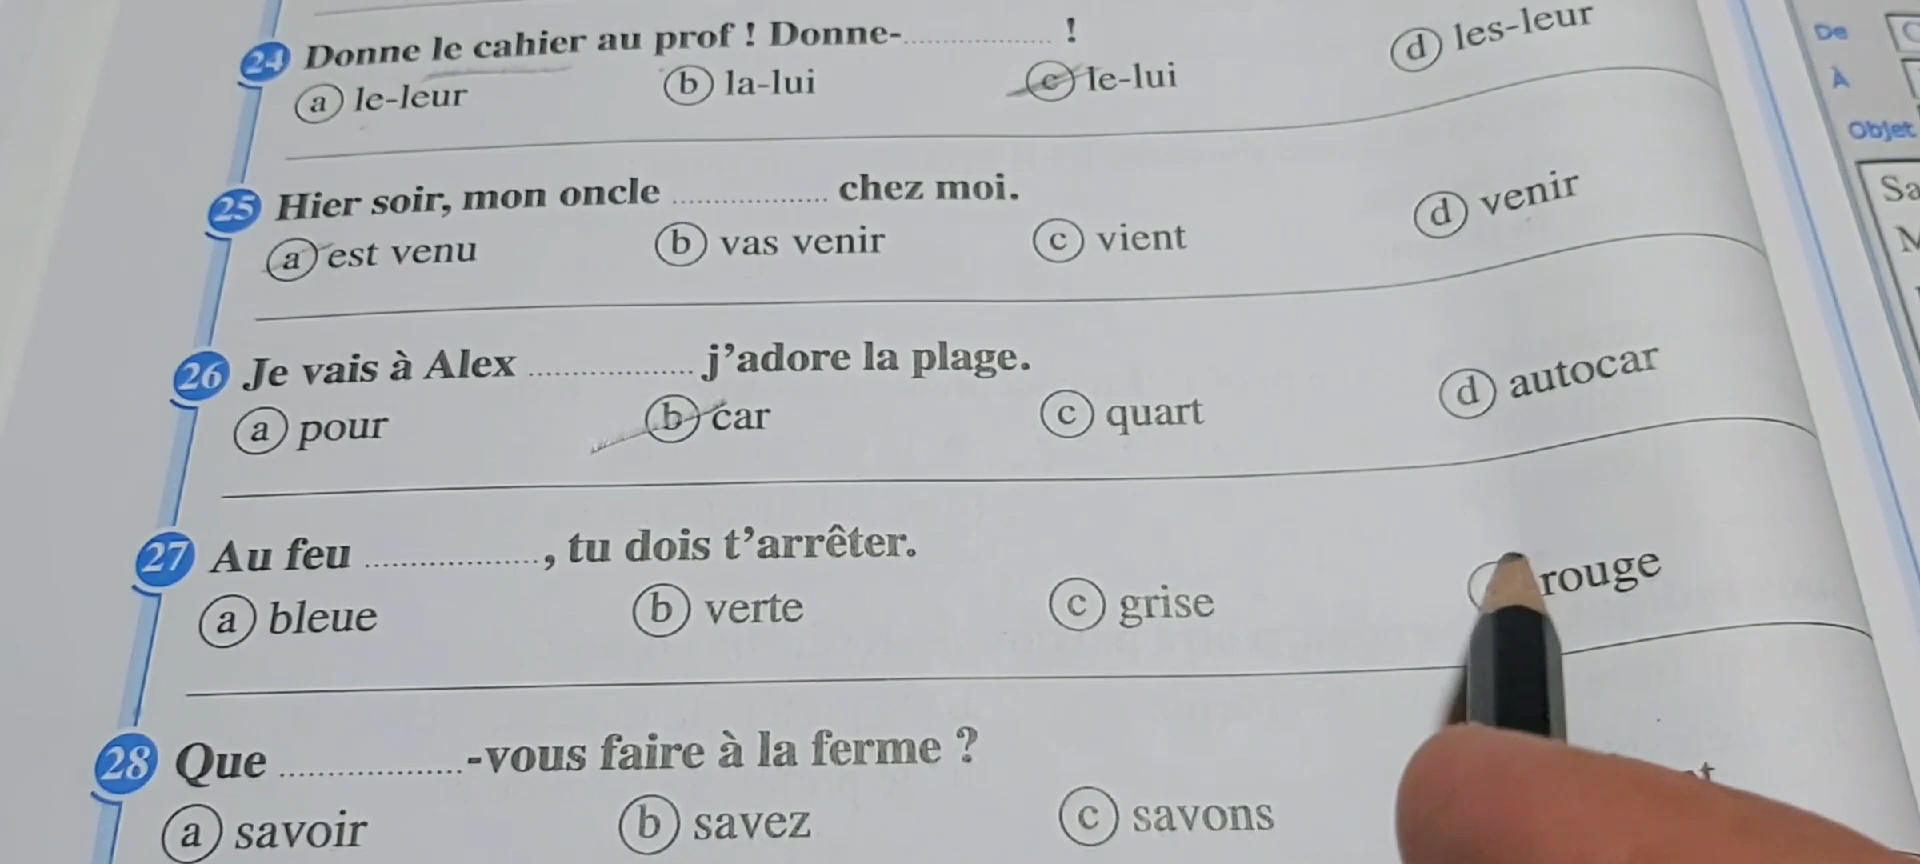 24 Donne le cahier au prof ! Donne-.................. !
a le-leur b la-lui c le-lui d les-leur
25 Hier soir, mon oncle .................. chez moi.
a est venu b vas venir c vient d venir
26 Je vais à Alex .................. j’adore la plage.
a pour b car c quart d autocar
27 Au feu .................., tu dois t’arrêter.
a bleue b verte c grise rouge
28 Que ..................-vous faire à la ferme ?
a savoir b savez c savons
De
À
Objet